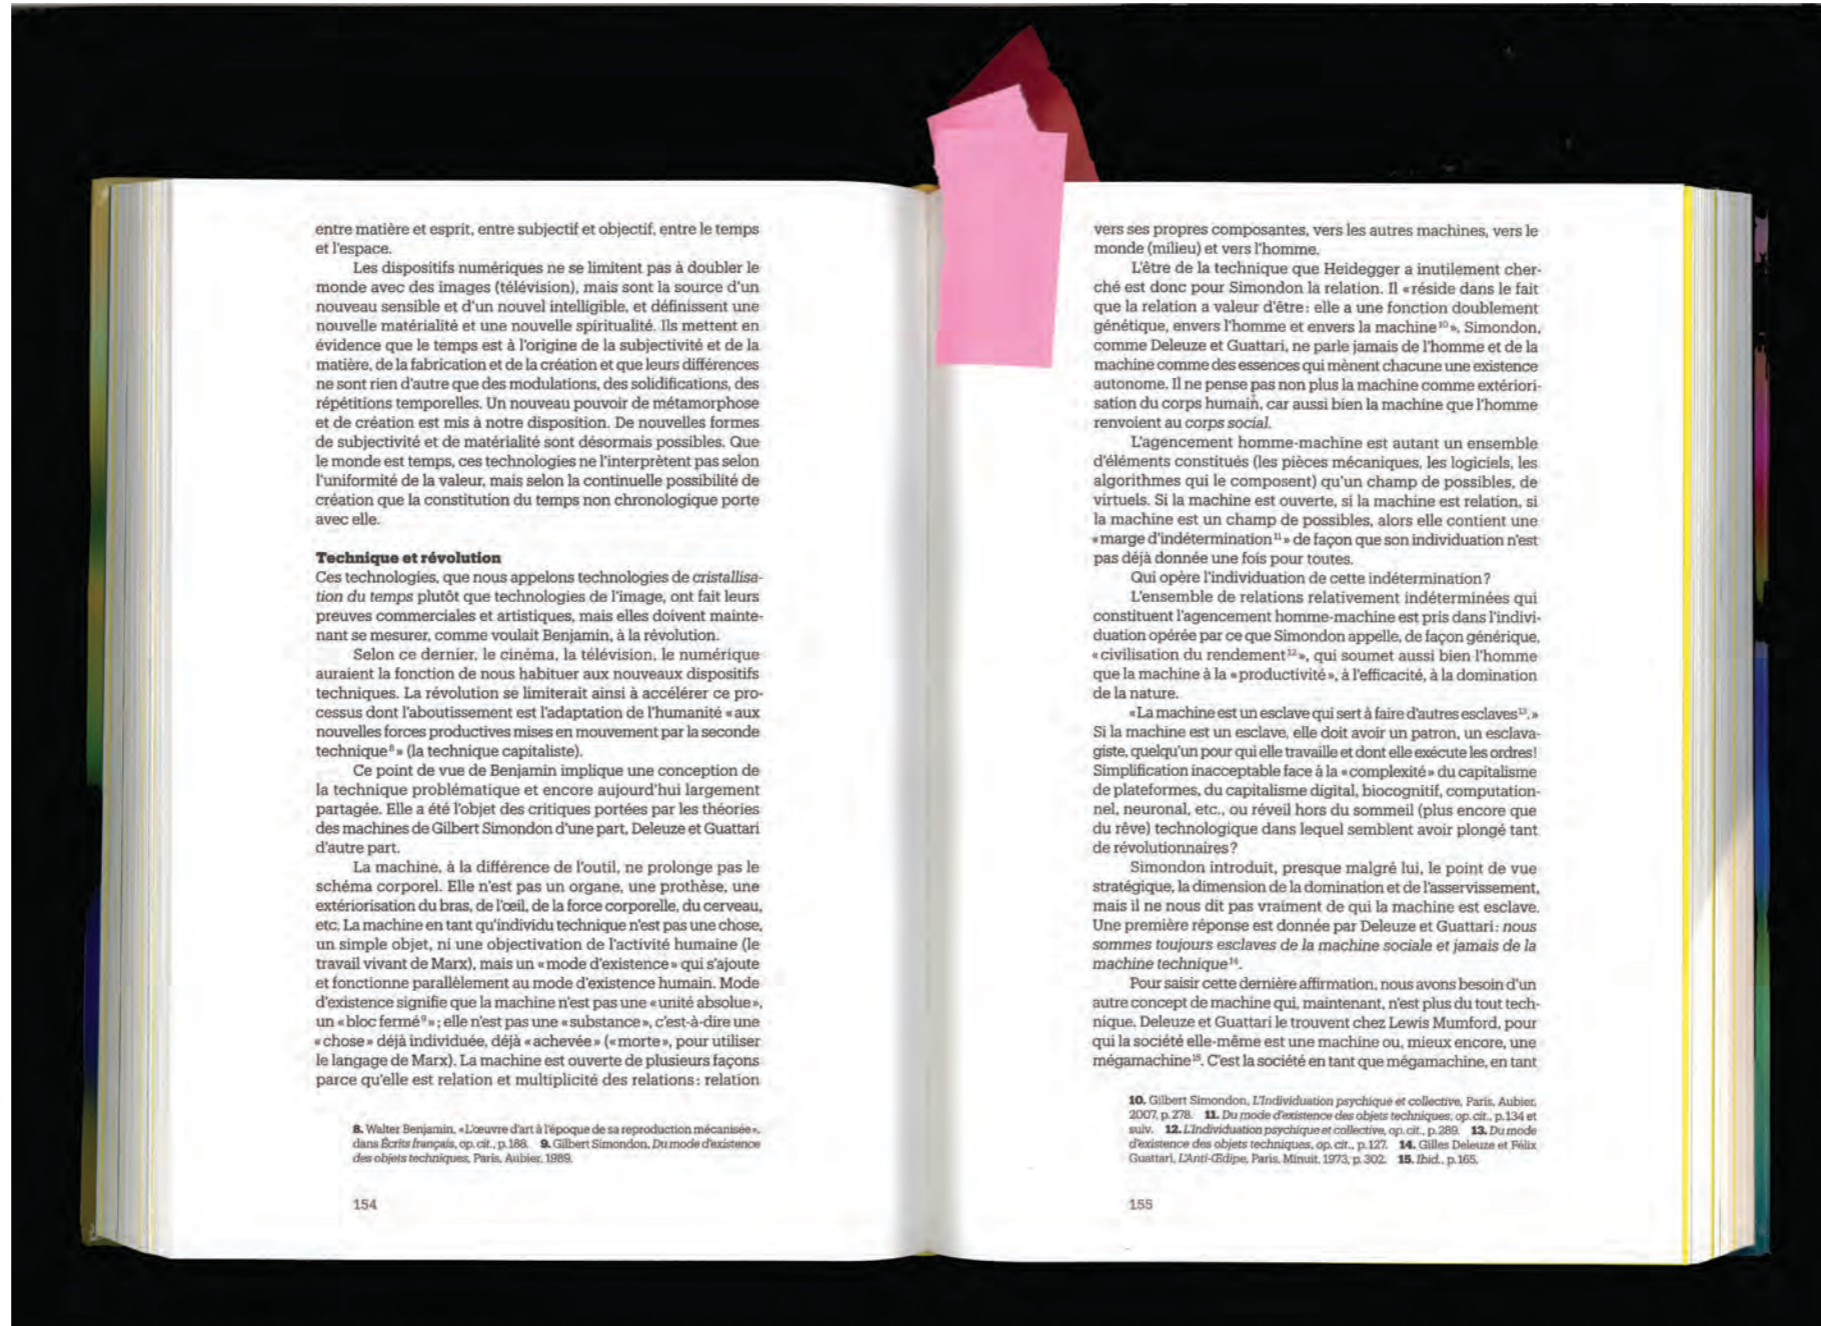 entre matière et esprit, entre subjectif et objectif, entre le temps
et l'espace.
Les dispositifs numériques ne se limitent pas à doubler le
monde avec des images (télévision), mais sont la source d'un
nouveau sensible et d'un nouvel intelligible, et définissent une
nouvelle matérialité et une nouvelle spiritualité. Ils mettent en
évidence que le temps est à l'origine de la subjectivité et de la
matière, de la fabrication et de la création et que leurs différences
ne sont rien d'autre que des modulations, des solidifications, des
répétitions temporelles. Un nouveau pouvoir de métamorphose
et de création est mis à notre disposition. De nouvelles formes
de subjectivité et de matérialité sont désormais possibles. Que
le monde est temps, ces technologies ne l'interprètent pas selon
l'uniformité de la valeur, mais selon la continuelle possibilité de
création que la constitution du temps non chronologique porte
avec elle.
Technique et révolution
Ces technologies, que nous appelons technologies de cristallisa-
tion du temps plutôt que technologies de l'image, ont fait leurs
preuves commerciales et artistiques, mais elles doivent mainte-
nant se mesurer, comme voulait Benjamin, à la révolution.
Selon ce dernier, le cinéma, la télévision, le numérique
auraient la fonction de nous habituer aux nouveaux dispositifs
techniques. La révolution se limiterait ainsi à accélérer ce pro-
cessus dont l'aboutissement est l'adaptation de l'humanité « aux
nouvelles forces productives mises en mouvement par la seconde
technique⁸ » (la technique capitaliste).
Ce point de vue de Benjamin implique une conception de
la technique problématique et encore aujourd'hui largement
partagée. Elle a été l'objet des critiques portées par les théories
des machines de Gilbert Simondon d'une part, Deleuze et Guattari
d'autre part.
La machine, à la différence de l'outil, ne prolonge pas le
schéma corporel. Elle n'est pas un organe, une prothèse, une
extériorisation du bras, de l'œil, de la force corporelle, du cerveau,
etc. La machine en tant qu'individu technique n'est pas une chose,
un simple objet, ni une objectivation de l'activité humaine (le
travail vivant de Marx), mais un « mode d'existence » qui s'ajoute
et fonctionne parallèlement au mode d'existence humain. Mode
d'existence signifie que la machine n'est pas une « unité absolue »,
un « bloc fermé⁹ » ; elle n'est pas une « substance », c'est-à-dire une
« chose » déjà individuée, déjà « achevée » (« morte », pour utiliser
le langage de Marx). La machine est ouverte de plusieurs façons
parce qu'elle est relation et multiplicité des relations : relation
8. Walter Benjamin, « L'œuvre d'art à l'époque de sa reproduction mécanisée »,
dans Écrits français, op. cit., p. 188. 9. Gilbert Simondon, Du mode d'existence
des objets techniques, Paris, Aubier, 1989.
154
vers ses propres composantes, vers les autres machines, vers le
monde (milieu) et vers l'homme.
L'être de la technique que Heidegger a inutilement cher-
ché est donc pour Simondon la relation. Il « réside dans le fait
que la relation a valeur d'être : elle a une fonction doublement
génétique, envers l'homme et envers la machine¹⁰ ». Simondon,
comme Deleuze et Guattari, ne parle jamais de l'homme et de la
machine comme des essences qui mènent chacune une existence
autonome. Il ne pense pas non plus la machine comme extériori-
sation du corps humain, car aussi bien la machine que l'homme
renvoient au corps social.
L'agencement homme-machine est autant un ensemble
d'éléments constitués (les pièces mécaniques, les logiciels, les
algorithmes qui le composent) qu'un champ de possibles, de
virtuels. Si la machine est ouverte, si la machine est relation, si
la machine est un champ de possibles, alors elle contient une
« marge d'indétermination¹¹ » de façon que son individuation n'est
pas déjà donnée une fois pour toutes.
Qui opère l'individuation de cette indétermination ?
L'ensemble de relations relativement indéterminées qui
constituent l'agencement homme-machine est pris dans l'indivi-
duation opérée par ce que Simondon appelle, de façon générique,
« civilisation du rendement¹² », qui soumet aussi bien l'homme
que la machine à la « productivité », à l'efficacité, à la domination
de la nature.
« La machine est un esclave qui sert à faire d'autres esclaves¹³. »
Si la machine est un esclave, elle doit avoir un patron, un esclava-
giste, quelqu'un pour qui elle travaille et dont elle exécute les ordres !
Simplification inacceptable face à la « complexité » du capitalisme
de plateformes, du capitalisme digital, biocognitif, computation-
nel, neuronal, etc., ou réveil hors du sommeil (plus encore que
du rêve) technologique dans lequel semblent avoir plongé tant
de révolutionnaires ?
Simondon introduit, presque malgré lui, le point de vue
stratégique, la dimension de la domination et de l'asservissement,
mais il ne nous dit pas vraiment de qui la machine est esclave.
Une première réponse est donnée par Deleuze et Guattari : nous
sommes toujours esclaves de la machine sociale et jamais de la
machine technique¹⁴.
Pour saisir cette dernière affirmation, nous avons besoin d'un
autre concept de machine qui, maintenant, n'est plus du tout tech-
nique. Deleuze et Guattari le trouvent chez Lewis Mumford, pour
qui la société elle-même est une machine ou, mieux encore, une
mégamachine¹⁵. C'est la société en tant que mégamachine, en tant
10. Gilbert Simondon, L'Individuation psychique et collective, Paris, Aubier,
2007, p. 278. 11. Du mode d'existence des objets techniques, op. cit., p. 134 et
suiv. 12. L'Individuation psychique et collective, op. cit., p. 289. 13. Du mode
d'existence des objets techniques, op. cit., p. 127. 14. Gilles Deleuze et Félix
Guattari, L'Anti-Œdipe, Paris, Minuit, 1973, p. 302. 15. Ibid., p. 165.
155